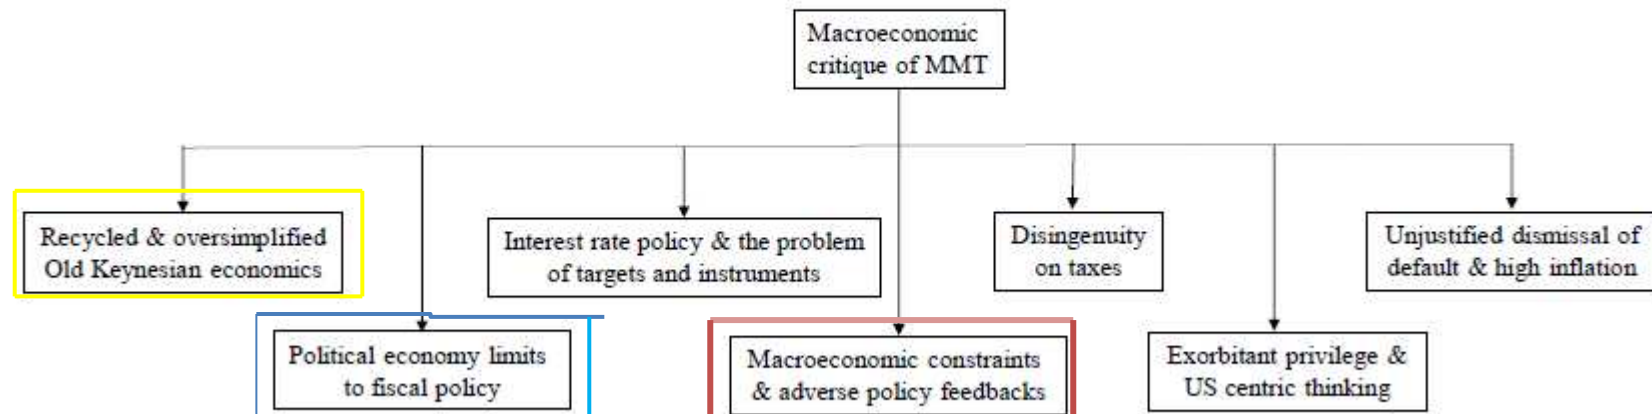 Macroeconomic
critique of MMT
Recycled & oversimplified
Old Keynesian economics
Interest rate policy & the problem
of targets and instruments
Disingenuity
on taxes
Unjustified dismissal of
default & high inflation
Political economy limits
to fiscal policy
Macroeconomic constraints
& adverse policy feedbacks
Exorbitant privilege &
US centric thinking